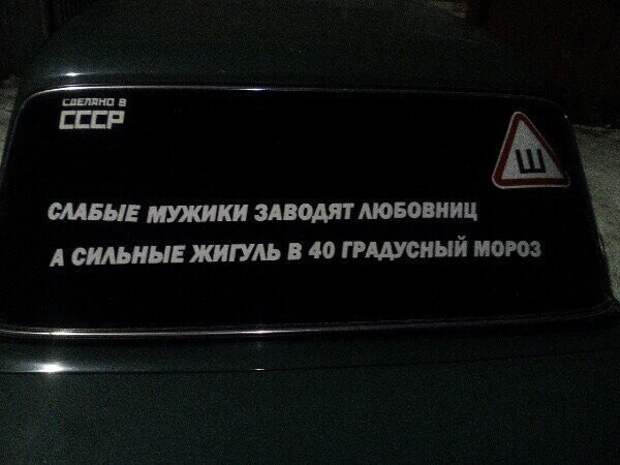 СДЕЛАНО В
СССР
Ш
СЛАБЫЕ МУЖИКИ ЗАВОДЯТ ЛЮБОВНИЦ
А СИЛЬНЫЕ ЖИГУЛЬ В 40 ГРАДУСНЫЙ МОРОЗ